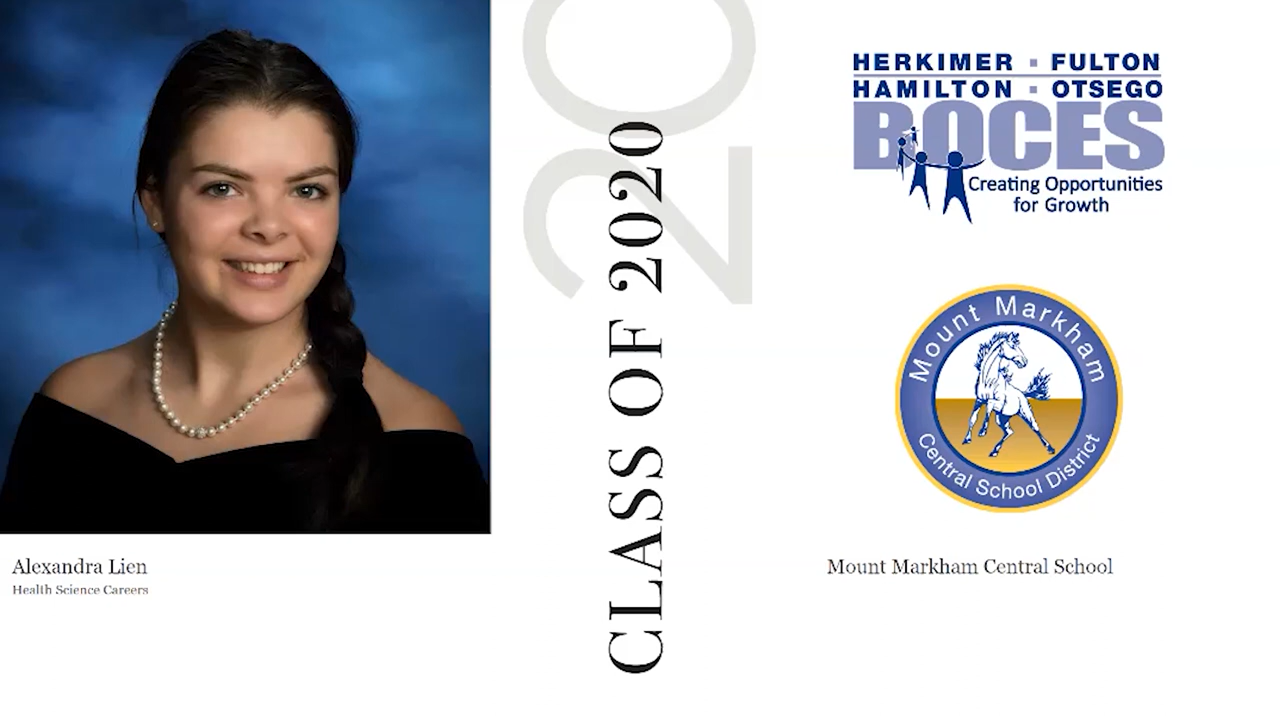 Alexandra Lien
Health Science Careers
20
CLASS OF 2020
HERKIMER ▪ FULTON
HAMILTON ▪ OTSEGO
BOCES
Creating Opportunities
for Growth
Mount Markham
Central School District
Mount Markham Central School